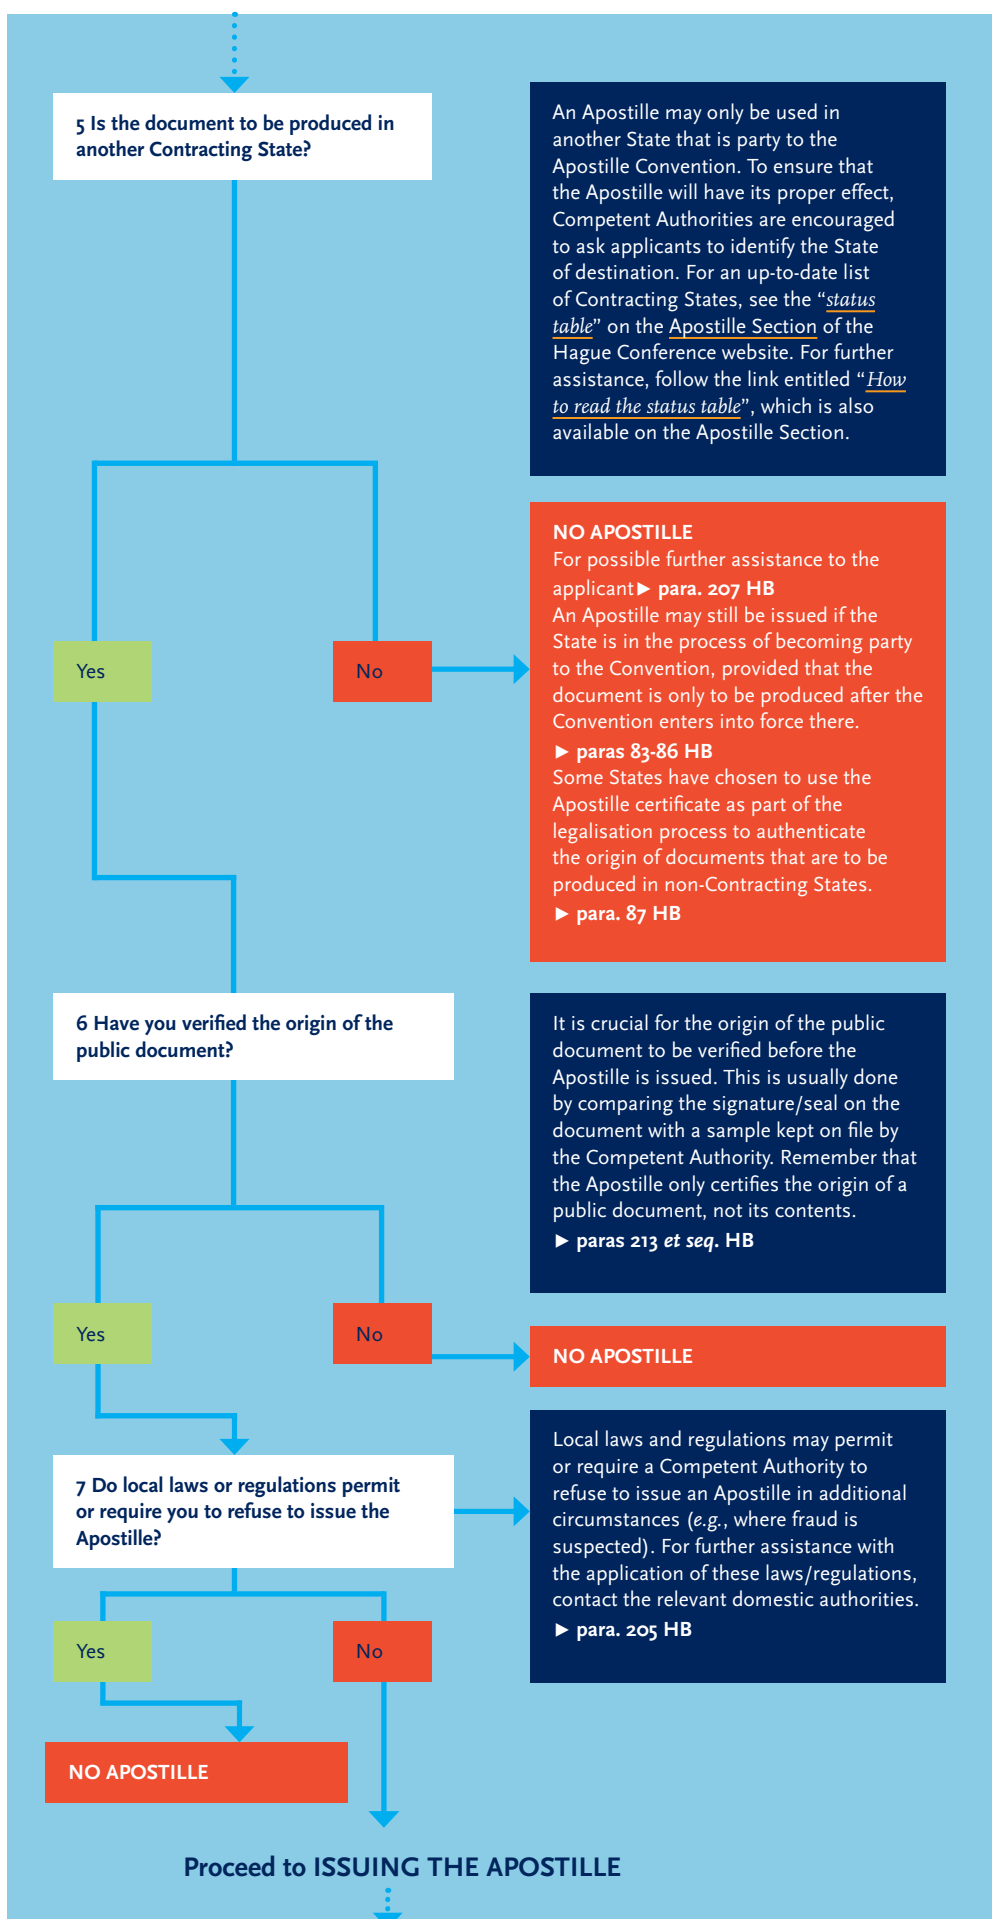 5 Is the document to be produced in
another Contracting State?
An Apostille may only be used in
another State that is party to the
Apostille Convention. To ensure that
the Apostille will have its proper effect,
Competent Authorities are encouraged
to ask applicants to identify the State
of destination. For an up-to-date list
of Contracting States, see the “status
table” on the Apostille Section of the
Hague Conference website. For further
assistance, follow the link entitled “How
to read the status table”, which is also
available on the Apostille Section.
Yes
No
NO APOSTILLE
For possible further assistance to the
applicant► para. 207 HB
An Apostille may still be issued if the
State is in the process of becoming party
to the Convention, provided that the
document is only to be produced after the
Convention enters into force there.
► paras 83-86 HB
Some States have chosen to use the
Apostille certificate as part of the
legalisation process to authenticate
the origin of documents that are to be
produced in non-Contracting States.
► para. 87 HB
6 Have you verified the origin of the
public document?
It is crucial for the origin of the public
document to be verified before the
Apostille is issued. This is usually done
by comparing the signature/seal on the
document with a sample kept on file by
the Competent Authority. Remember that
the Apostille only certifies the origin of a
public document, not its contents.
► paras 213 et seq. HB
Yes
No
NO APOSTILLE
7 Do local laws or regulations permit
or require you to refuse to issue the
Apostille?
Local laws and regulations may permit
or require a Competent Authority to
refuse to issue an Apostille in additional
circumstances (e.g., where fraud is
suspected). For further assistance with
the application of these laws/regulations,
contact the relevant domestic authorities.
► para. 205 HB
Yes
No
NO APOSTILLE
Proceed to ISSUING THE APOSTILLE